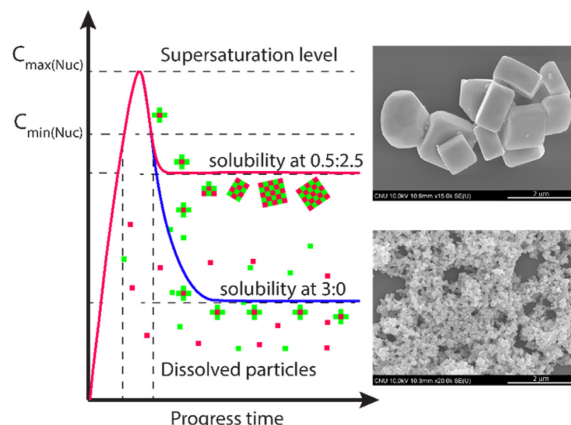 Supersaturation level
Cmax(Nuc)
Cmin(Nuc)
solubility at 0.5:2.5
solubility at 3:0
Dissolved particles
Progress time
CNU 10.0kV 10.9mm x15.0k SE(U)
2 µm
CNU 10.0kV 10.3mm x20.0k SE(U)
2 µm